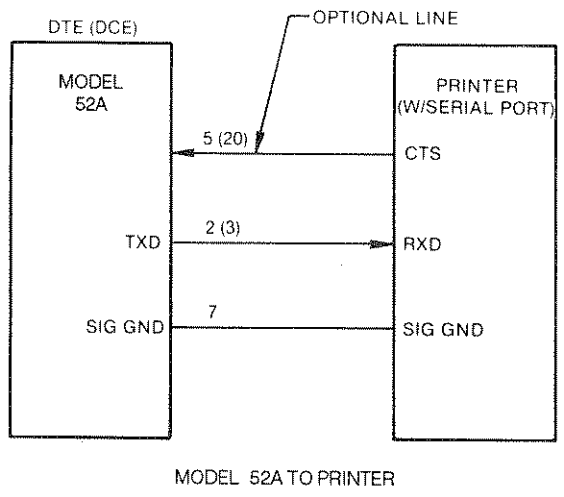 OPTIONAL LINE
DTE (DCE)
MODEL
52A
PRINTER
(W/SERIAL PORT)
5 (20)
CTS
TXD
2 (3)
RXD
SIG GND
7
SIG GND
MODEL 52A TO PRINTER